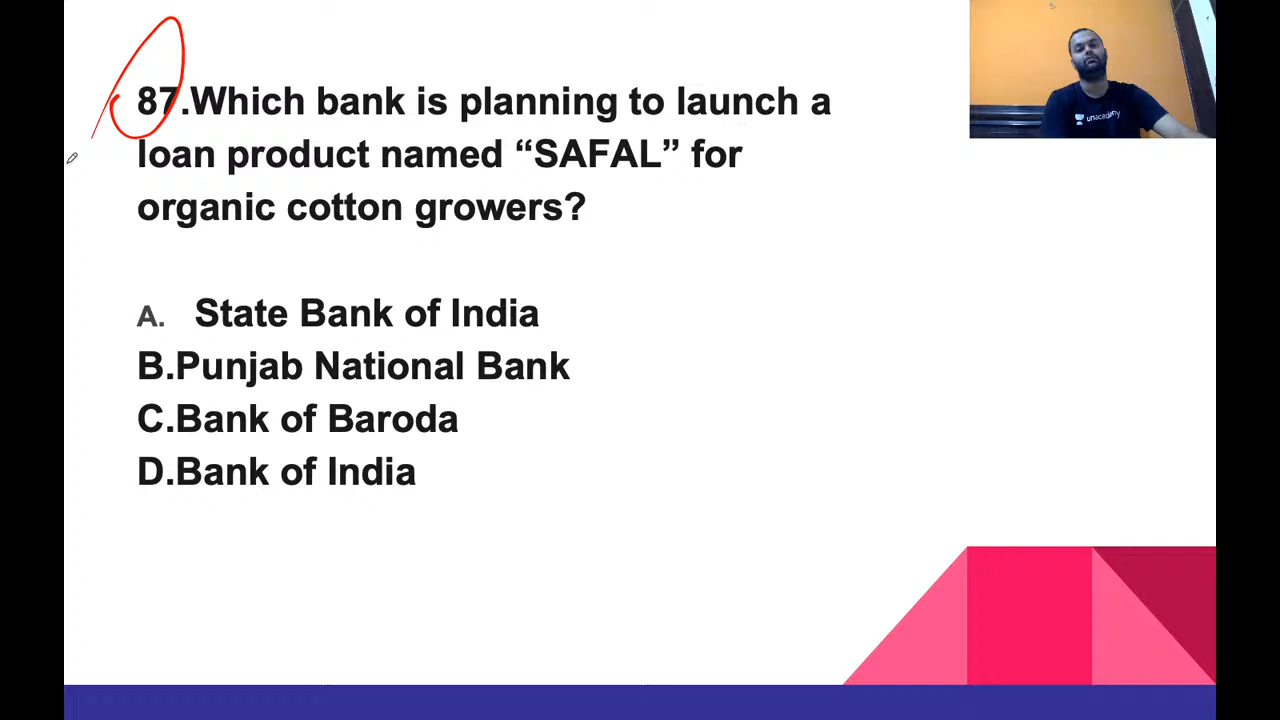 87.Which bank is planning to launch a
loan product named “SAFAL” for
organic cotton growers?
A. State Bank of India
B.Punjab National Bank
C.Bank of Baroda
D.Bank of India
unacademy